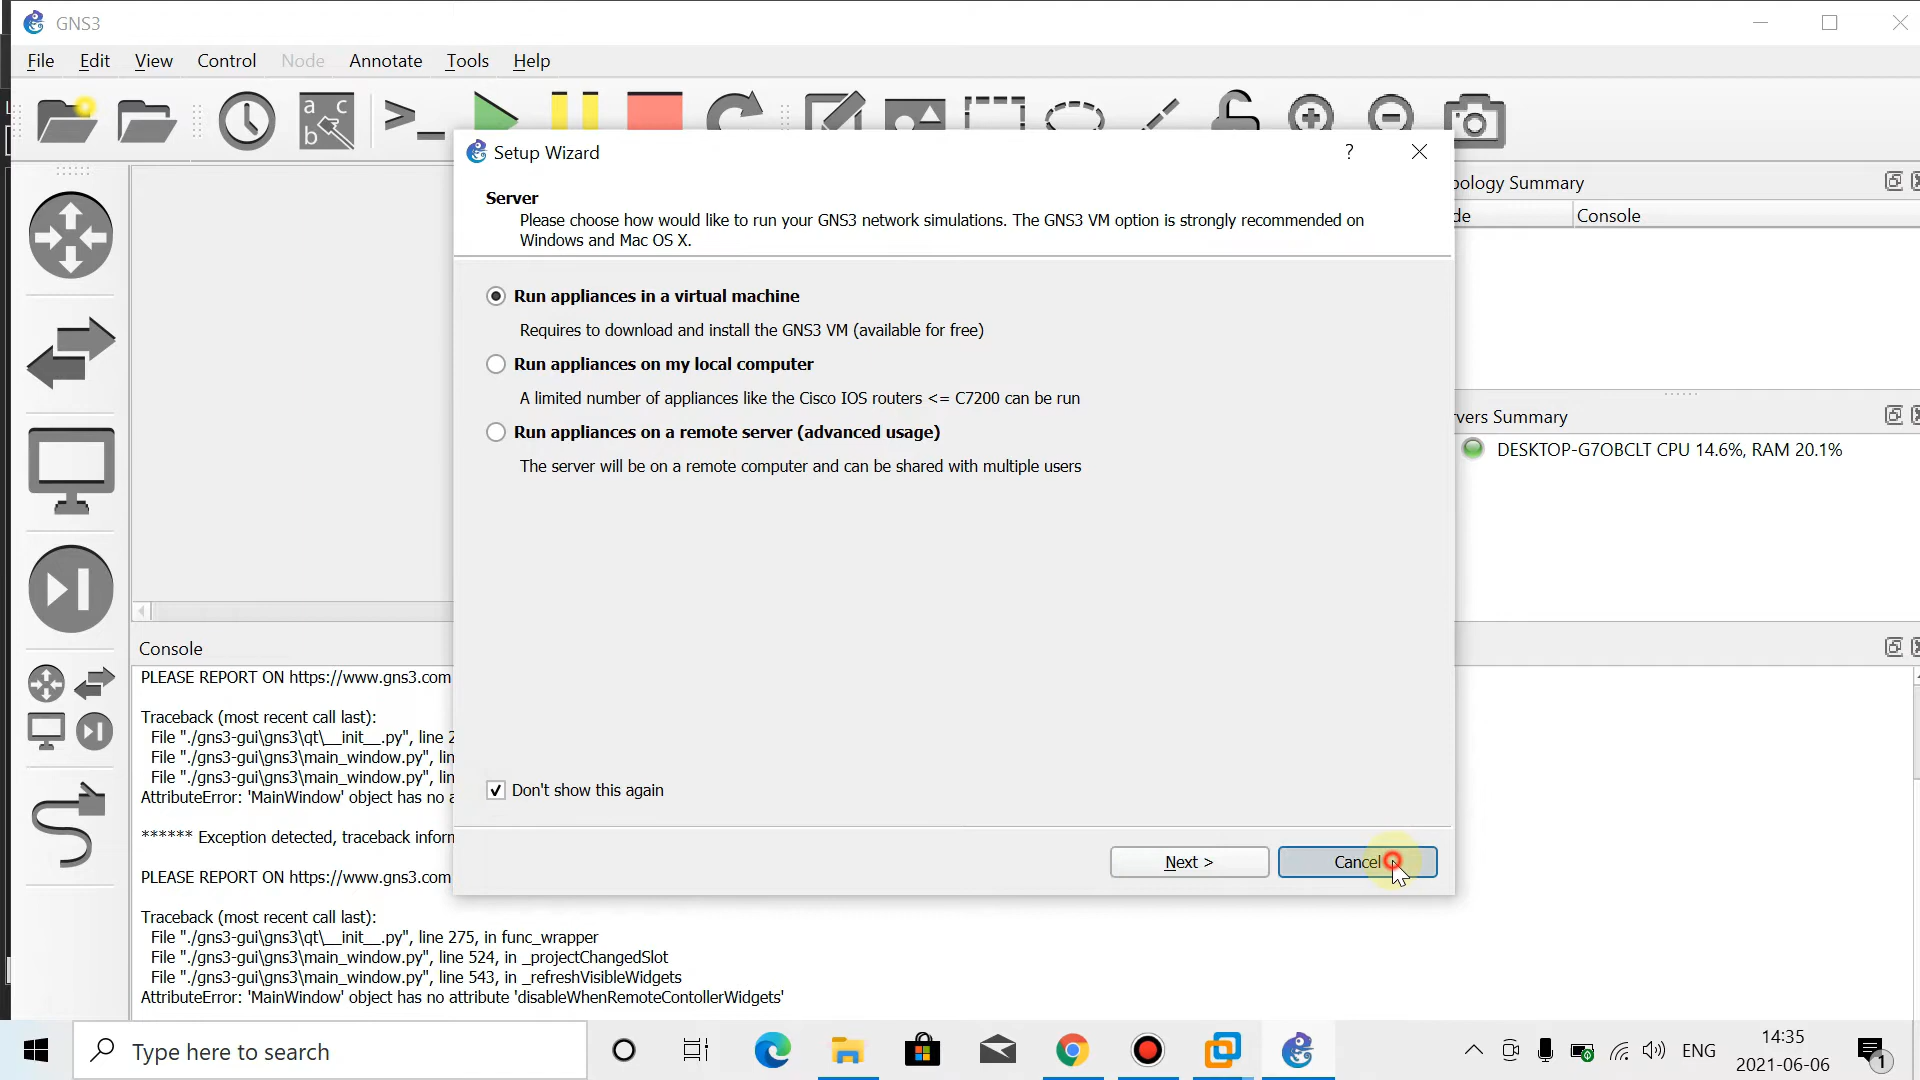 GNS3
File Edit View Control Node Annotate Tools Help
a c
b
Setup Wizard
?
Server
Please choose how would like to run your GNS3 network simulations. The GNS3 VM option is strongly recommended on
Windows and Mac OS X.
Run appliances in a virtual machine
Requires to download and install the GNS3 VM (available for free)
Run appliances on my local computer
A limited number of appliances like the Cisco IOS routers <= C7200 can be run
Run appliances on a remote server (advanced usage)
The server will be on a remote computer and can be shared with multiple users
Don't show this again
Next >
Cancel
pology Summary
de Console
vers Summary
DESKTOP-G7OBCLT CPU 14.6%, RAM 20.1%
Console
PLEASE REPORT ON https://www.gns3.com
Traceback (most recent call last):
File "./gns3-gui\gns3\qt\__init__.py", line 2
File "./gns3-gui\gns3\main_window.py", lin
File "./gns3-gui\gns3\main_window.py", lin
AttributeError: 'MainWindow' object has no a
****** Exception detected, traceback inforn
PLEASE REPORT ON https://www.gns3.com
Traceback (most recent call last):
File "./gns3-gui\gns3\qt\__init__.py", line 275, in func_wrapper
File "./gns3-gui\gns3\main_window.py", line 524, in _projectChangedSlot
File "./gns3-gui\gns3\main_window.py", line 543, in _refreshVisibleWidgets
AttributeError: 'MainWindow' object has no attribute 'disableWhenRemoteContollerWidgets'
Type here to search
ENG
14:35
2021-06-06
1